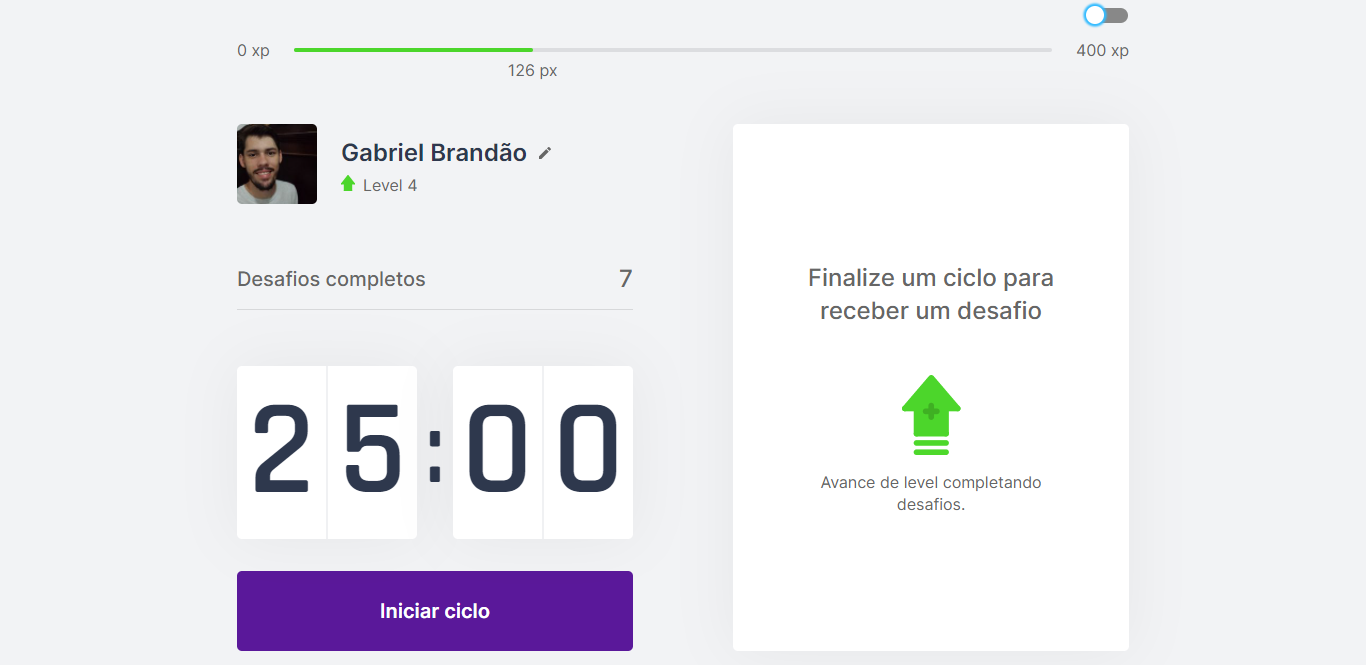 0 xp
400 xp
126 px
Gabriel Brandão
Level 4
Desafios completos
7
25:00
Iniciar ciclo
Finalize um ciclo para
receber um desafio
Avance de level completando
desafios.